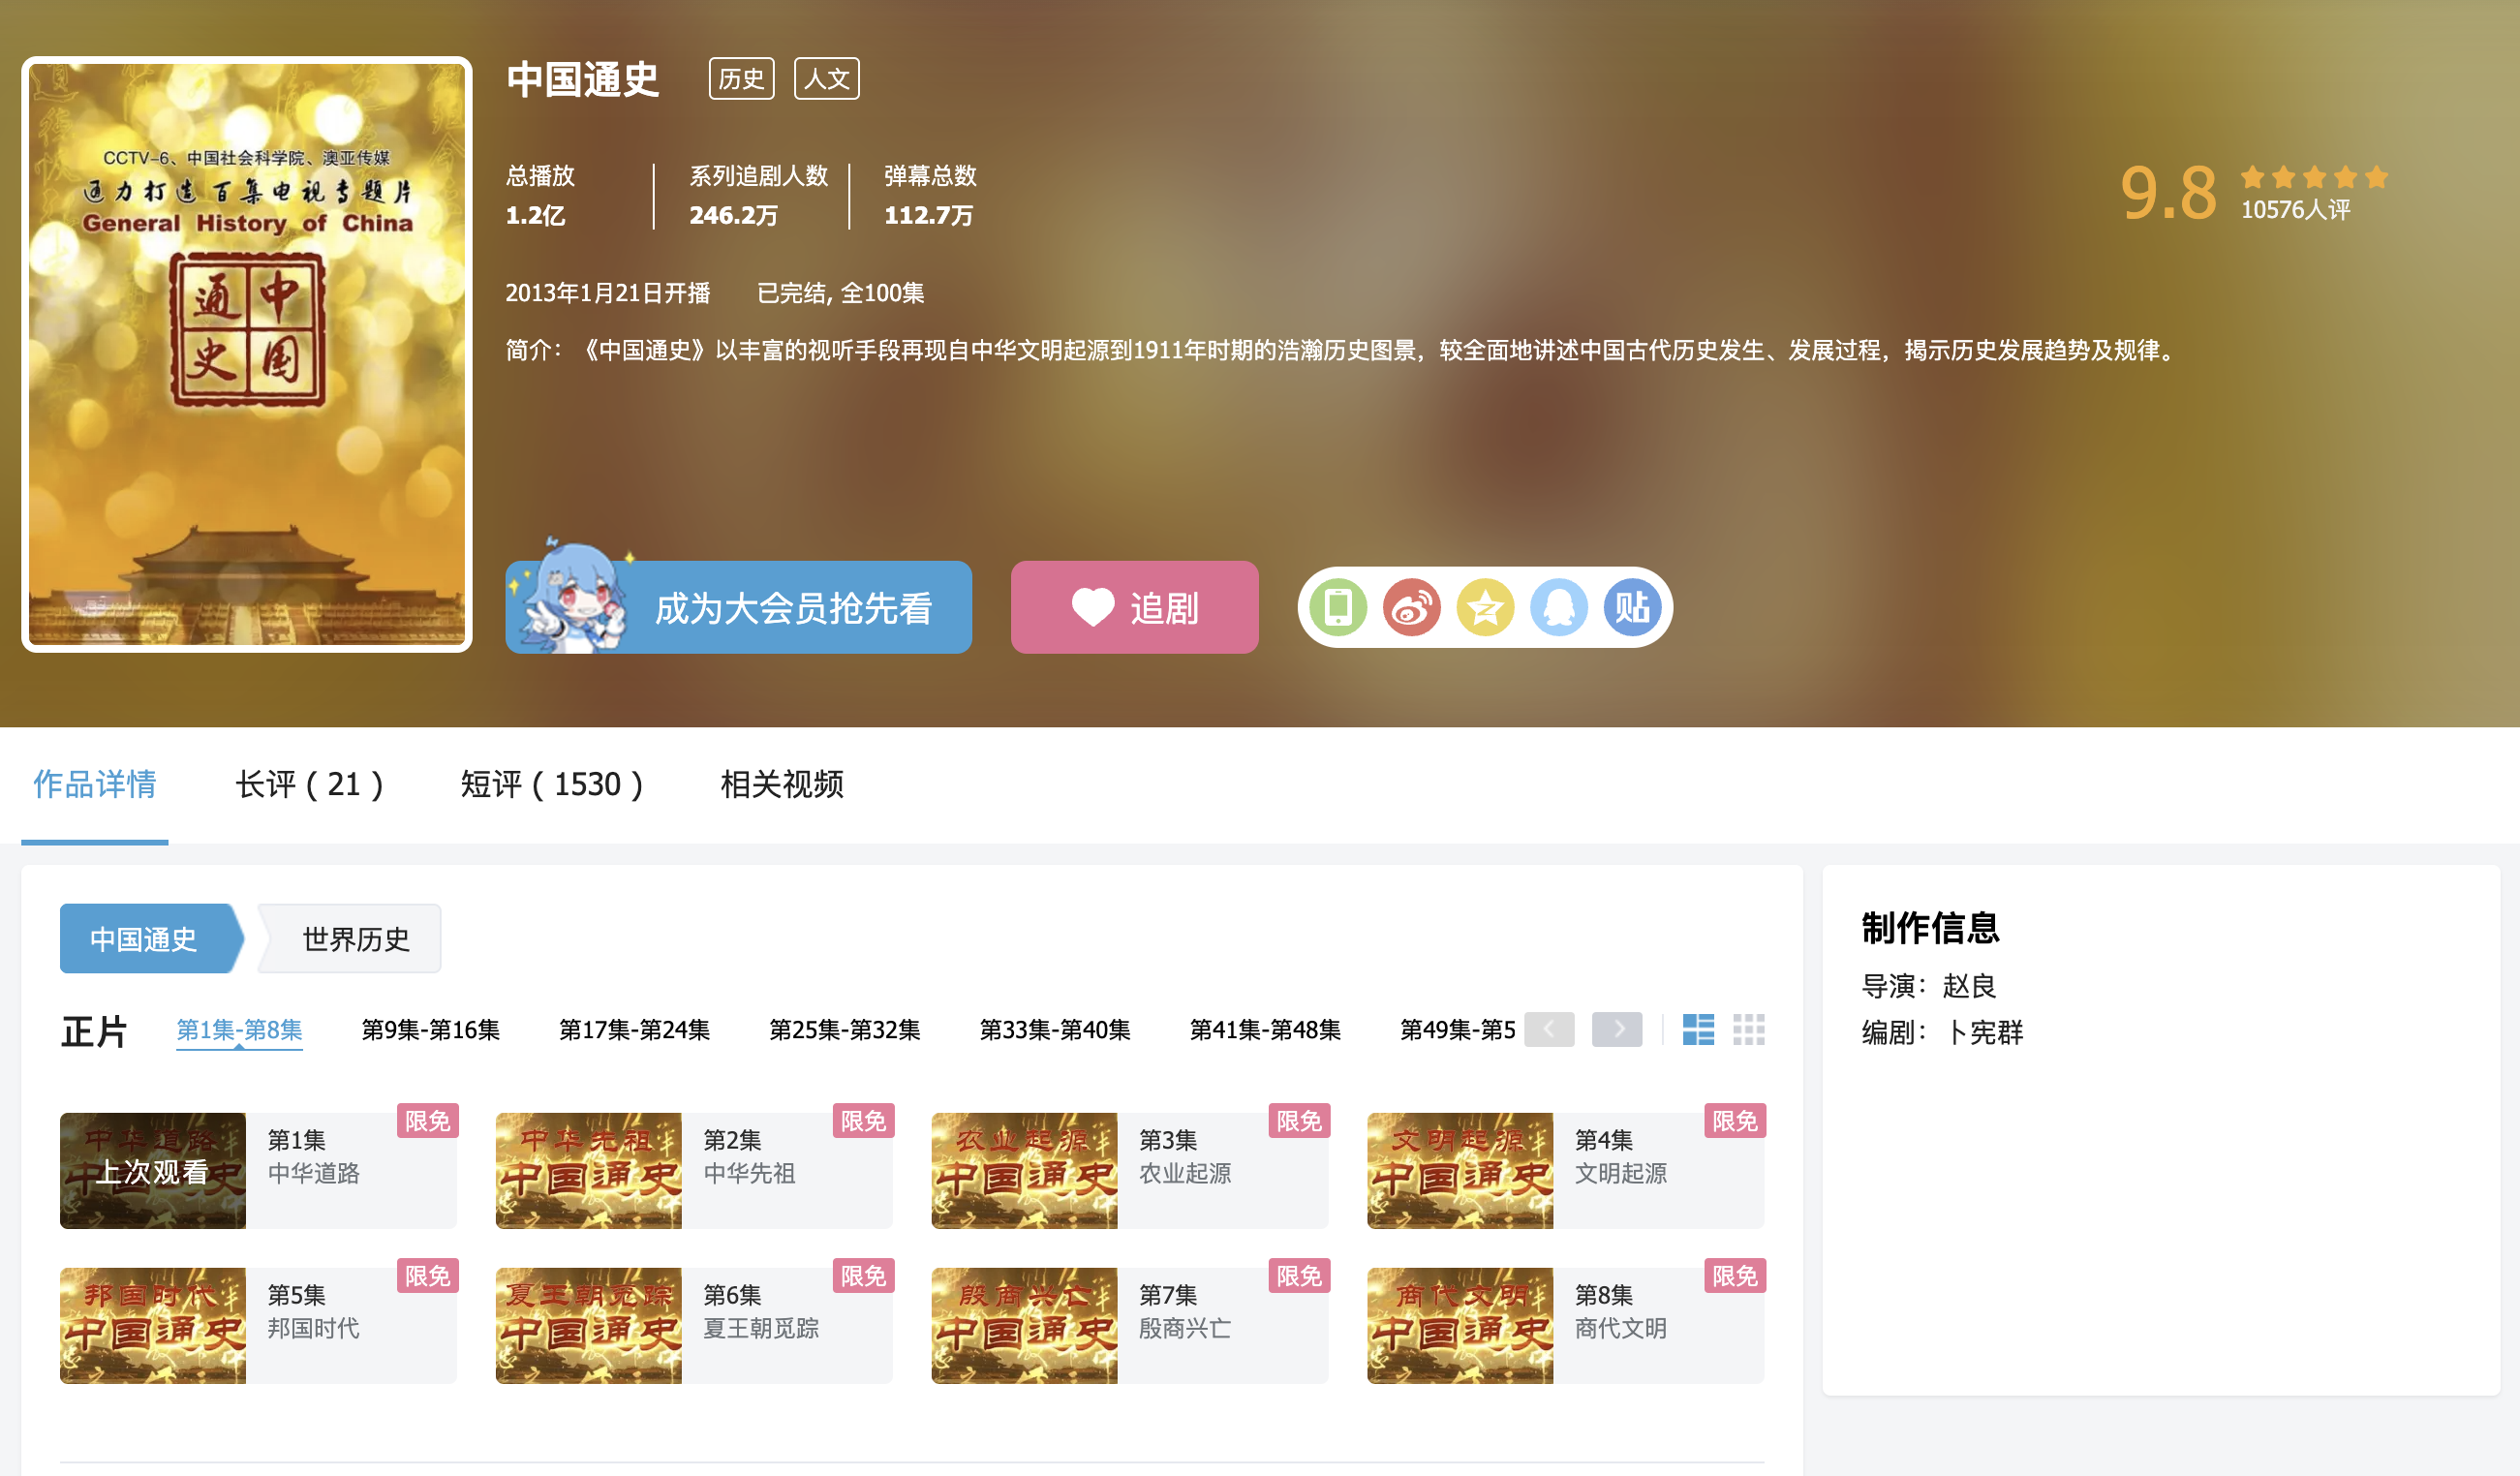 CCTV-6、中国社会科学院、澳亚传媒
通力打造百集电视专题片
General History of China
中国通史
中国通史 历史 人文
总播放 系列追剧人数 弹幕总数
1.2亿 246.2万 112.7万
9.8
10576人评
2013年1月21日开播 已完结, 全100集
简介：《中国通史》以丰富的视听手段再现自中华文明起源到1911年时期的浩瀚历史图景，较全面地讲述中国古代历史发生、发展过程，揭示历史发展趋势及规律。
成为大会员抢先看 追剧 贴
作品详情 长评 ( 21 ) 短评 ( 1530 ) 相关视频
中国通史 世界历史
正片 第1集-第8集 第9集-第16集 第17集-第24集 第25集-第32集 第33集-第40集 第41集-第48集 第49集-第5
中华道路
中国通史
上次观看
第1集
中华道路
限免
中华先祖
中国通史
第2集
中华先祖
限免
农业起源
中国通史
第3集
农业起源
限免
文明起源
中国通史
第4集
文明起源
限免
邦国时代
中国通史
第5集
邦国时代
限免
夏王朝觅踪
中国通史
第6集
夏王朝觅踪
限免
殷商兴亡
中国通史
第7集
殷商兴亡
限免
商代文明
中国通史
第8集
商代文明
限免
制作信息
导演：赵良
编剧：卜宪群